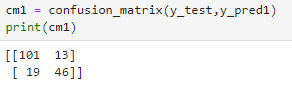 cm1 = confusion_matrix(y_test,y_pred1)
print(cm1)
[[101 13]
[ 19 46]]